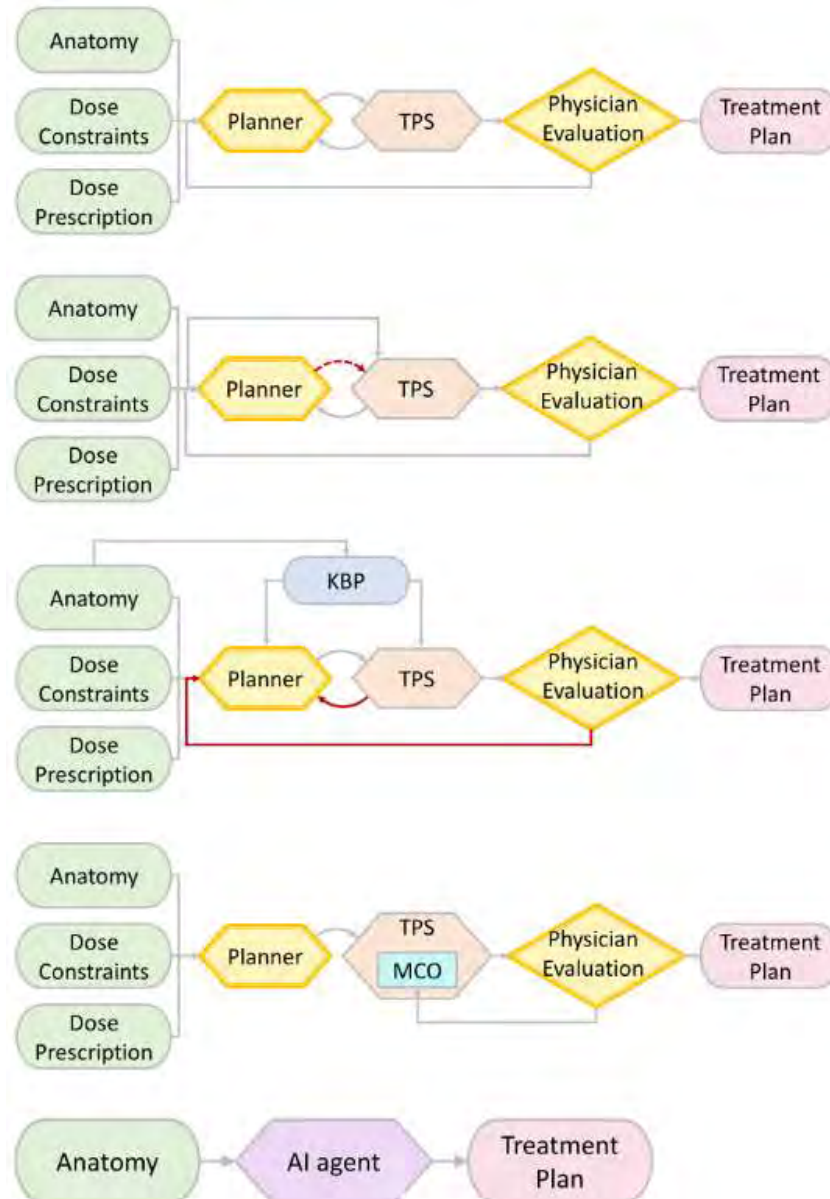 Anatomy
Dose
Constraints
Dose
Prescription
Planner
TPS
Physician
Evaluation
Treatment
Plan
Anatomy
Dose
Constraints
Dose
Prescription
Planner
TPS
Physician
Evaluation
Treatment
Plan
KBP
Anatomy
Dose
Constraints
Dose
Prescription
Planner
TPS
Physician
Evaluation
Treatment
Plan
Anatomy
Dose
Constraints
Dose
Prescription
Planner
TPS
MCO
Physician
Evaluation
Treatment
Plan
Anatomy
AI agent
Treatment
Plan